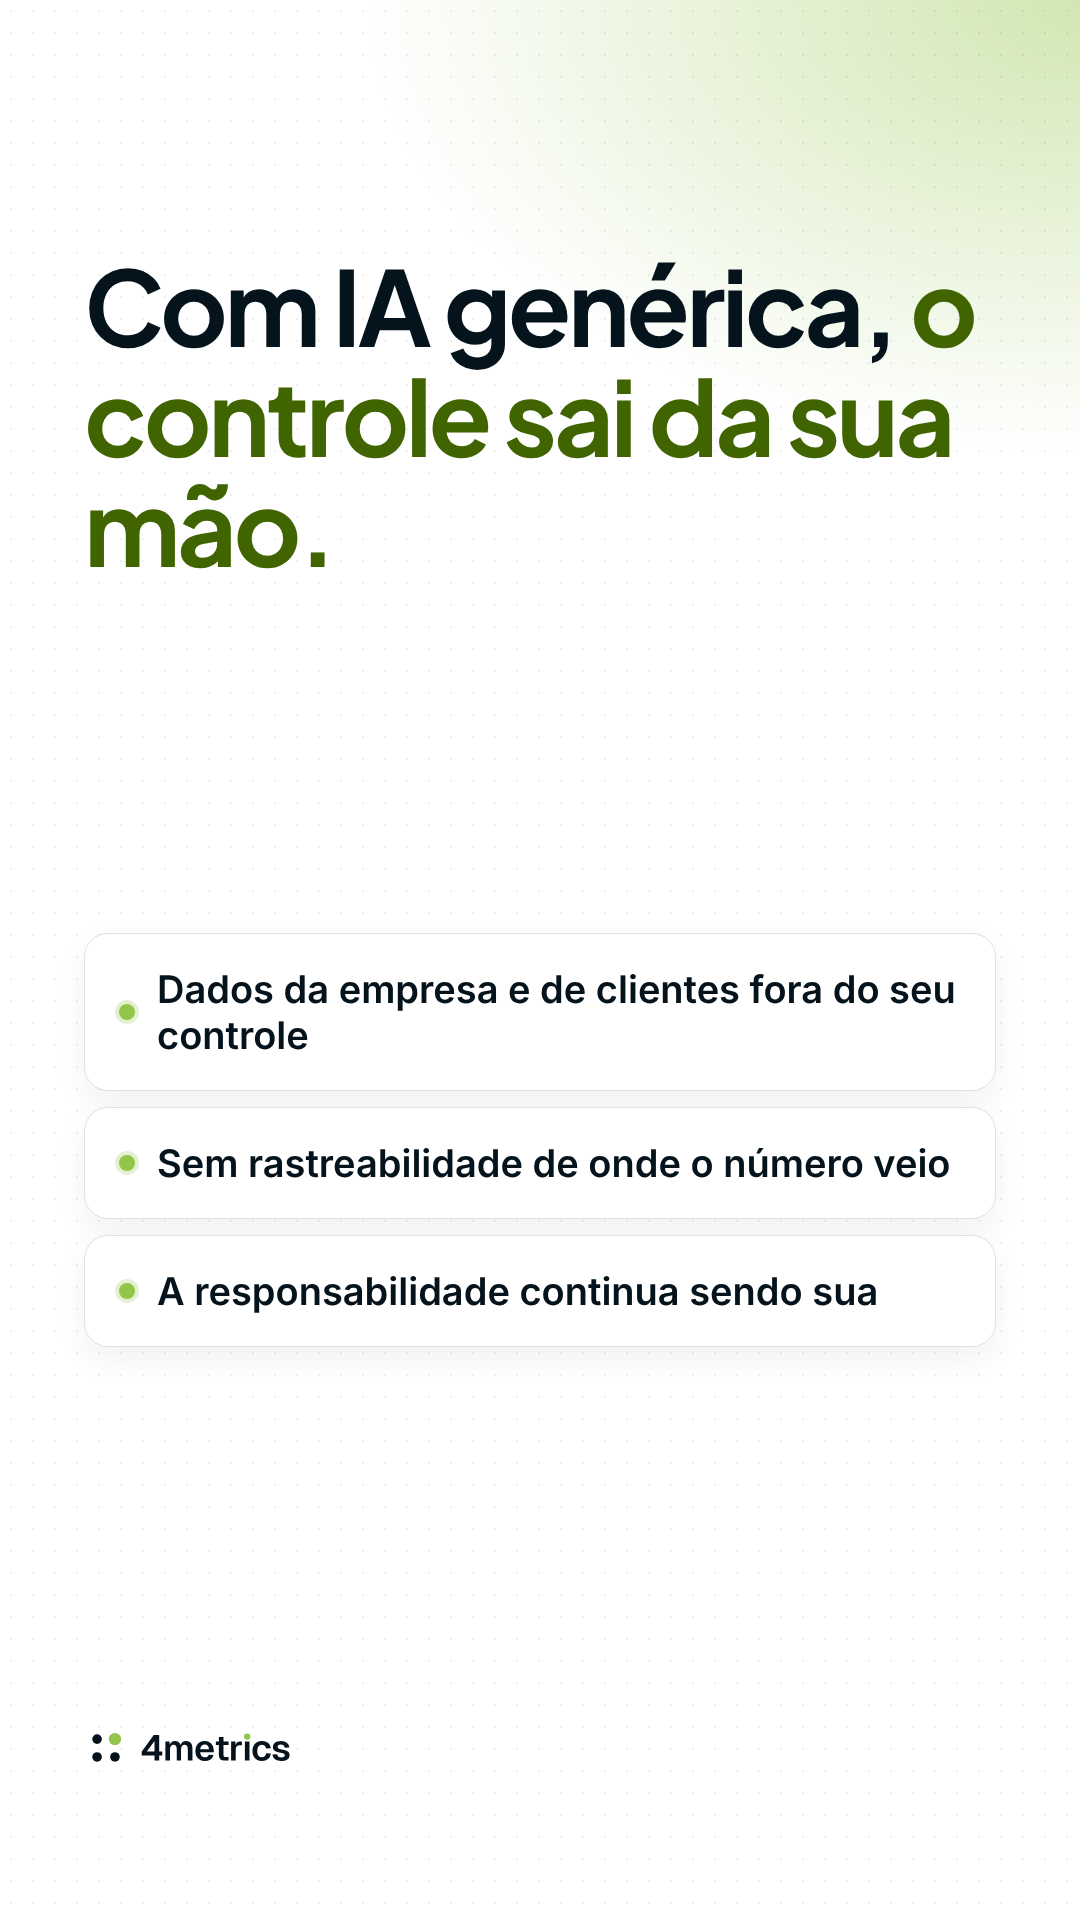 Com IA genérica, o
controle sai da sua
mão.
Dados da empresa e de clientes fora do seu
controle
Sem rastreabilidade de onde o número veio
A responsabilidade continua sendo sua
4metrics